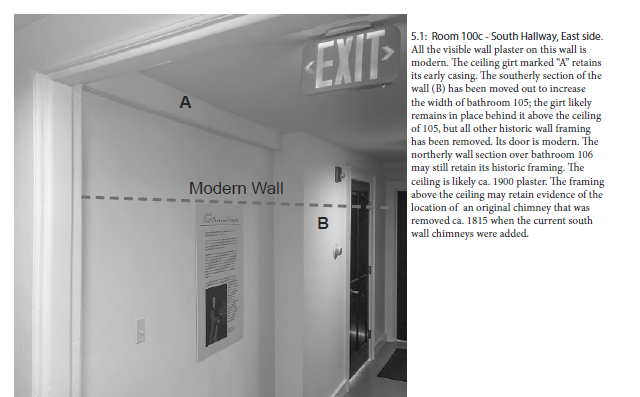 EXIT
A
Modern Wall
B
5.1: Room 100c - South Hallway, East side.
All the visible wall plaster on this wall is
modern. The ceiling girt marked “A” retains
its early casing. The southerly section of the
wall (B) has been moved out to increase
the width of bathroom 105; the girt likely
remains in place behind it above the ceiling
of 105, but all other historic wall framing
has been removed. Its door is modern. The
northerly wall section over bathroom 106
may still retain its historic framing. The
ceiling is likely ca. 1900 plaster. The framing
above the ceiling may retain evidence of the
location of an original chimney that was
removed ca. 1815 when the current south
wall chimneys were added.